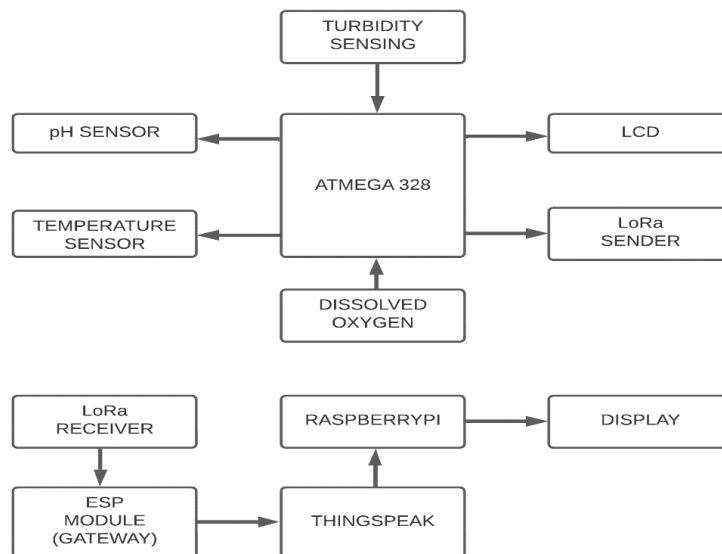 TURBIDITY
SENSING
pH SENSOR
ATMEGA 328
LCD
TEMPERATURE
SENSOR
LoRa
SENDER
DISSOLVED
OXYGEN
LoRa
RECEIVER
RASPBERRYPI
DISPLAY
ESP
MODULE
(GATEWAY)
THINGSPEAK